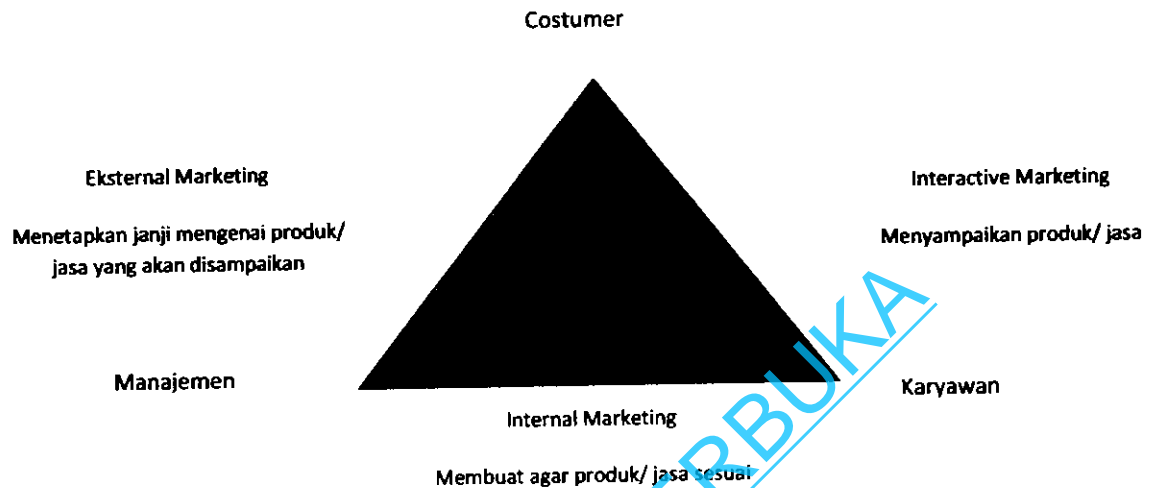 Costumer
Eksternal Marketing
Interactive Marketing
Menetapkan janji mengenai produk/
jasa yang akan disampaikan
Menyampaikan produk/ jasa
Manajemen
Karyawan
Internal Marketing
Membuat agar produk/ jasa sesuai
ERBUKA